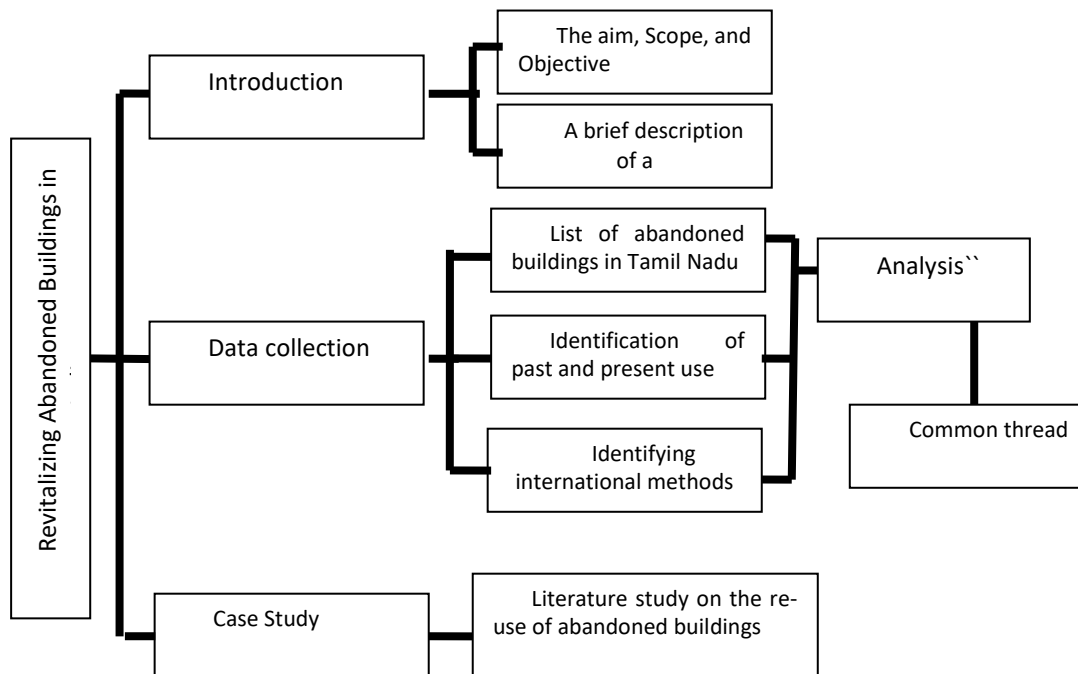 Revitalizing Abandoned Buildings in
Introduction
The aim, Scope, and
Objective
A brief description
of a
Data collection
List of abandoned
buildings in Tamil Nadu
Identification of
past and present use
Identifying
international methods
Analysis``
Common thread
Case Study
Literature study on the re-
use of abandoned buildings